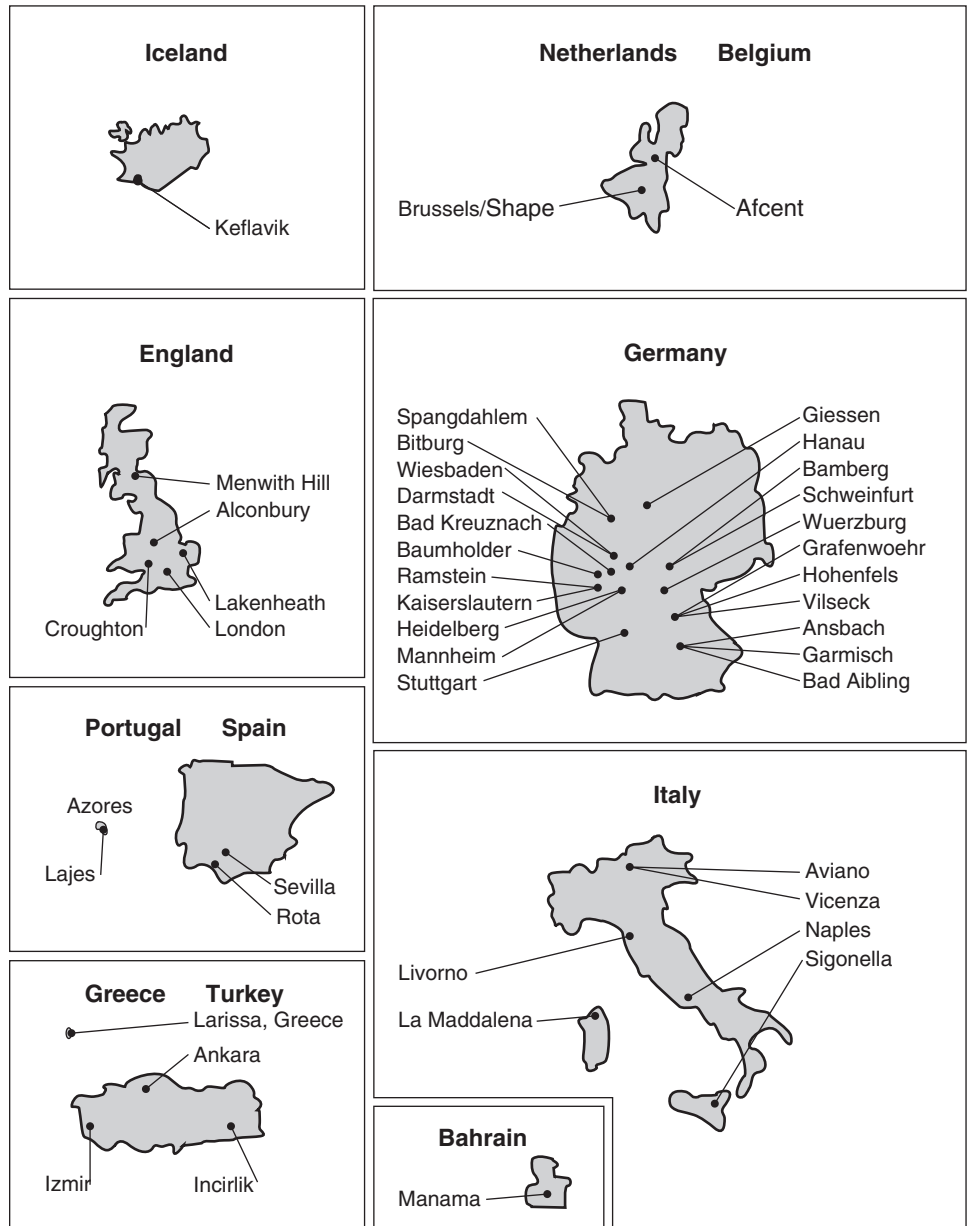 Iceland
Keflavik
Netherlands Belgium
Brussels/Shape
Afcent
England
Menwith Hill
Alconbury
Lakenheath
Croughton
London
Germany
Spangdahlem
Bitburg
Wiesbaden
Darmstadt
Bad Kreuznach
Baumholder
Ramstein
Kaiserslautern
Heidelberg
Mannheim
Stuttgart
Giessen
Hanau
Bamberg
Schweinfurt
Wuerzburg
Grafenwoehr
Hohenfels
Vilseck
Ansbach
Garmisch
Bad Aibling
Portugal Spain
Azores
Lajes
Sevilla
Rota
Italy
Aviano
Vicenza
Naples
Sigonella
Livorno
La Maddalena
Greece Turkey
Larissa, Greece
Ankara
Izmir
Incirlik
Bahrain
Manama